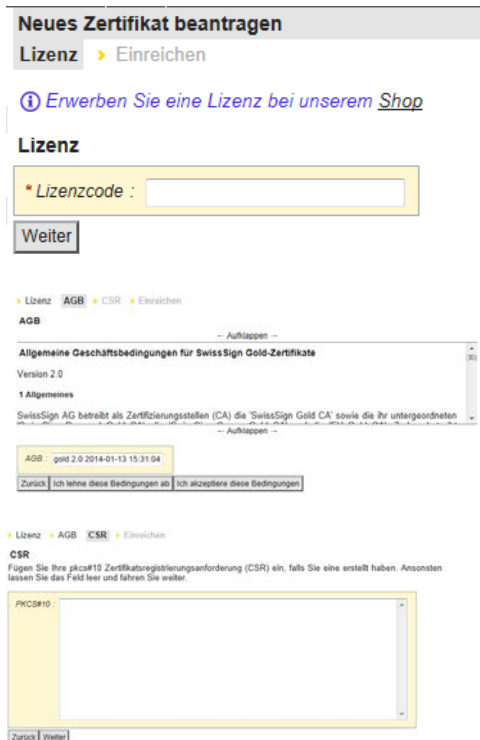 Neues Zertifikat beantragen
Lizenz Einreichen
Erwerben Sie eine Lizenz bei unserem Shop
Lizenz
* Lizenzcode :
Weiter
Lizenz AGB CSR Einreichen
AGB
-- Aufklappen --
Allgemeine Geschäftsbedingungen für SwissSign Gold-Zertifikate
Version 2.0
1 Allgemeines
SwissSign AG betreibt als Zertifizierungsstellen (CA) die 'SwissSign Gold CA' sowie die ihr untergeordneten
-- Aufklappen --
AGB : gold 2.0 2014-01-13 15:31:04
Zurück Ich lehne diese Bedingungen ab Ich akzeptiere diese Bedingungen
Lizenz AGB CSR Einreichen
CSR
Fügen Sie Ihre pkcs#10 Zertifikatsregistrierungsanforderung (CSR) ein, falls Sie eine erstellt haben. Ansonsten
lassen Sie das Feld leer und fahren Sie weiter.
PKCS#10 :
Zurück Weiter